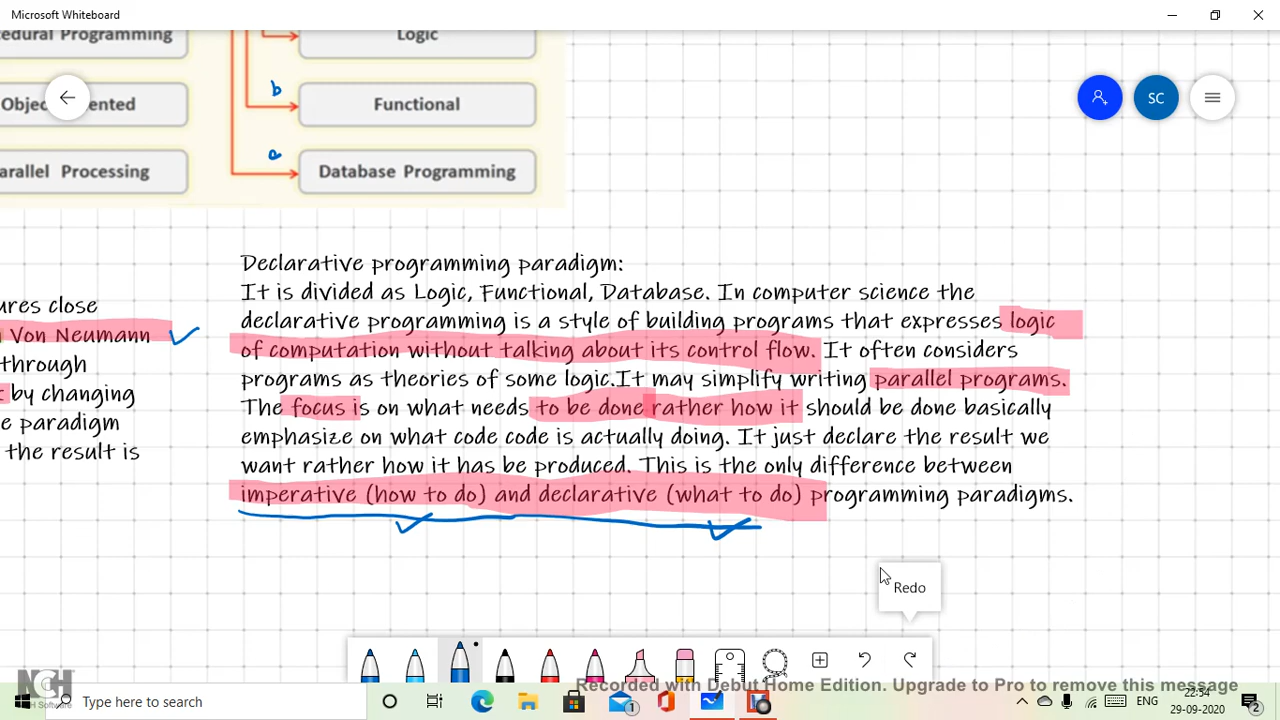 Microsoft Whiteboard
edural Programming
Logic
b
Functional
a
Database Programming
arallel Processing
SC
ures close
Von Neumann
through
by changing
e paradigm
the result is
Declarative programming paradigm:
It is divided as Logic, Functional, Database. In computer science the
declarative programming is a style of building programs that expresses logic
of computation without talking about its control flow. It often considers
programs as theories of some logic.It may simplify writing parallel programs.
The focus is on what needs to be done rather how it should be done basically
emphasize on what code code is actually doing. It just declare the result we
want rather how it has be produced. This is the only difference between
imperative (how to do) and declarative (what to do) programming paradigms.
Redo
NCH Software
Type here to search
Recorded with Debut Home Edition. Upgrade to Pro to remove this message
1
ENG
22:54
29-09-2020
2